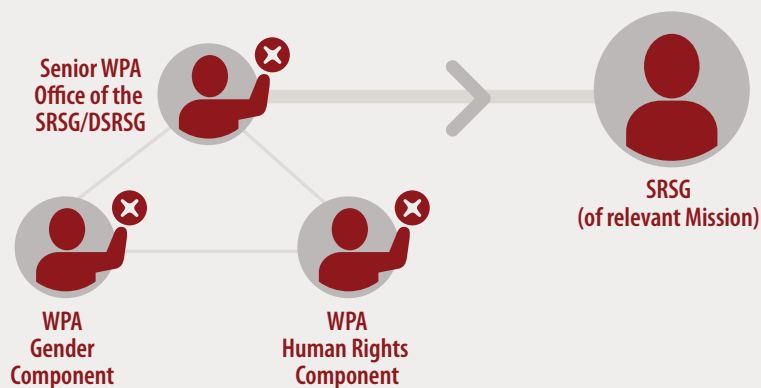 Senior WPA
Office of the
SRSG/DSRSG
SRSG
(of relevant Mission)
WPA
Gender
Component
WPA
Human Rights
Component